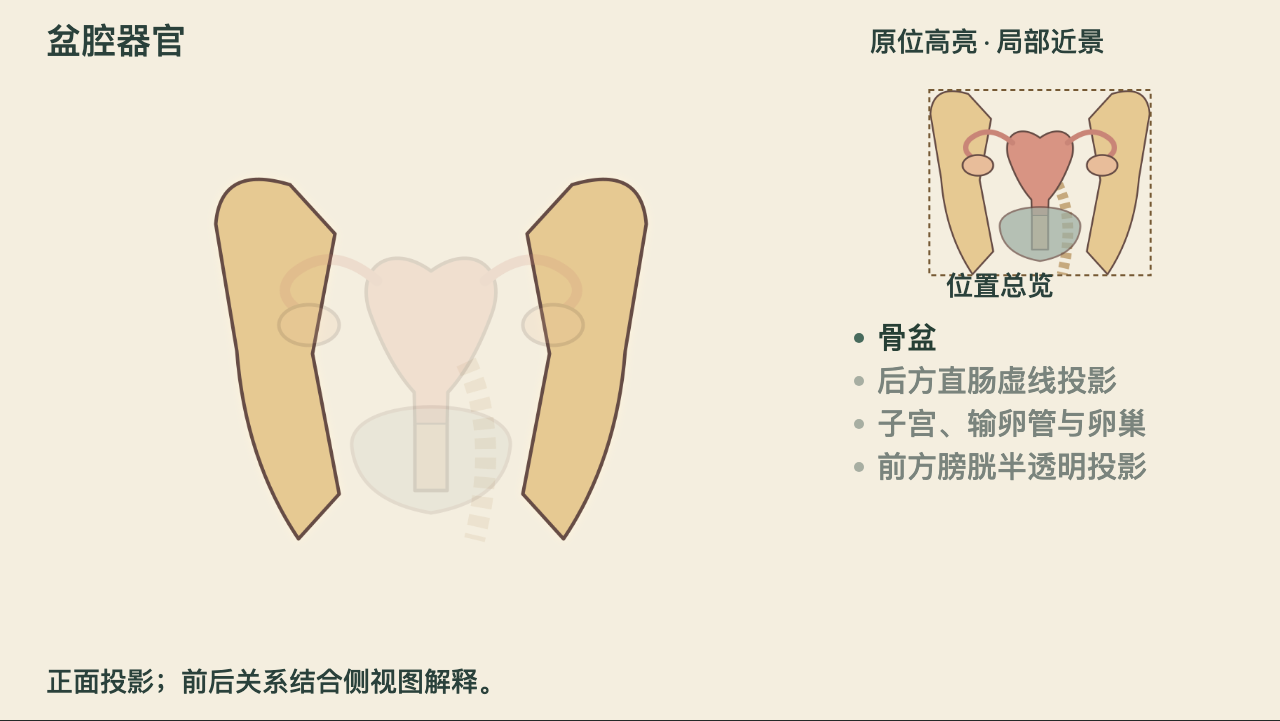 盆腔器官
原位高亮 · 局部近景
位置总览
• 骨盆
• 后方直肠虚线投影
• 子宫、输卵管与卵巢
• 前方膀胱半透明投影
正面投影；前后关系结合侧视图解释。